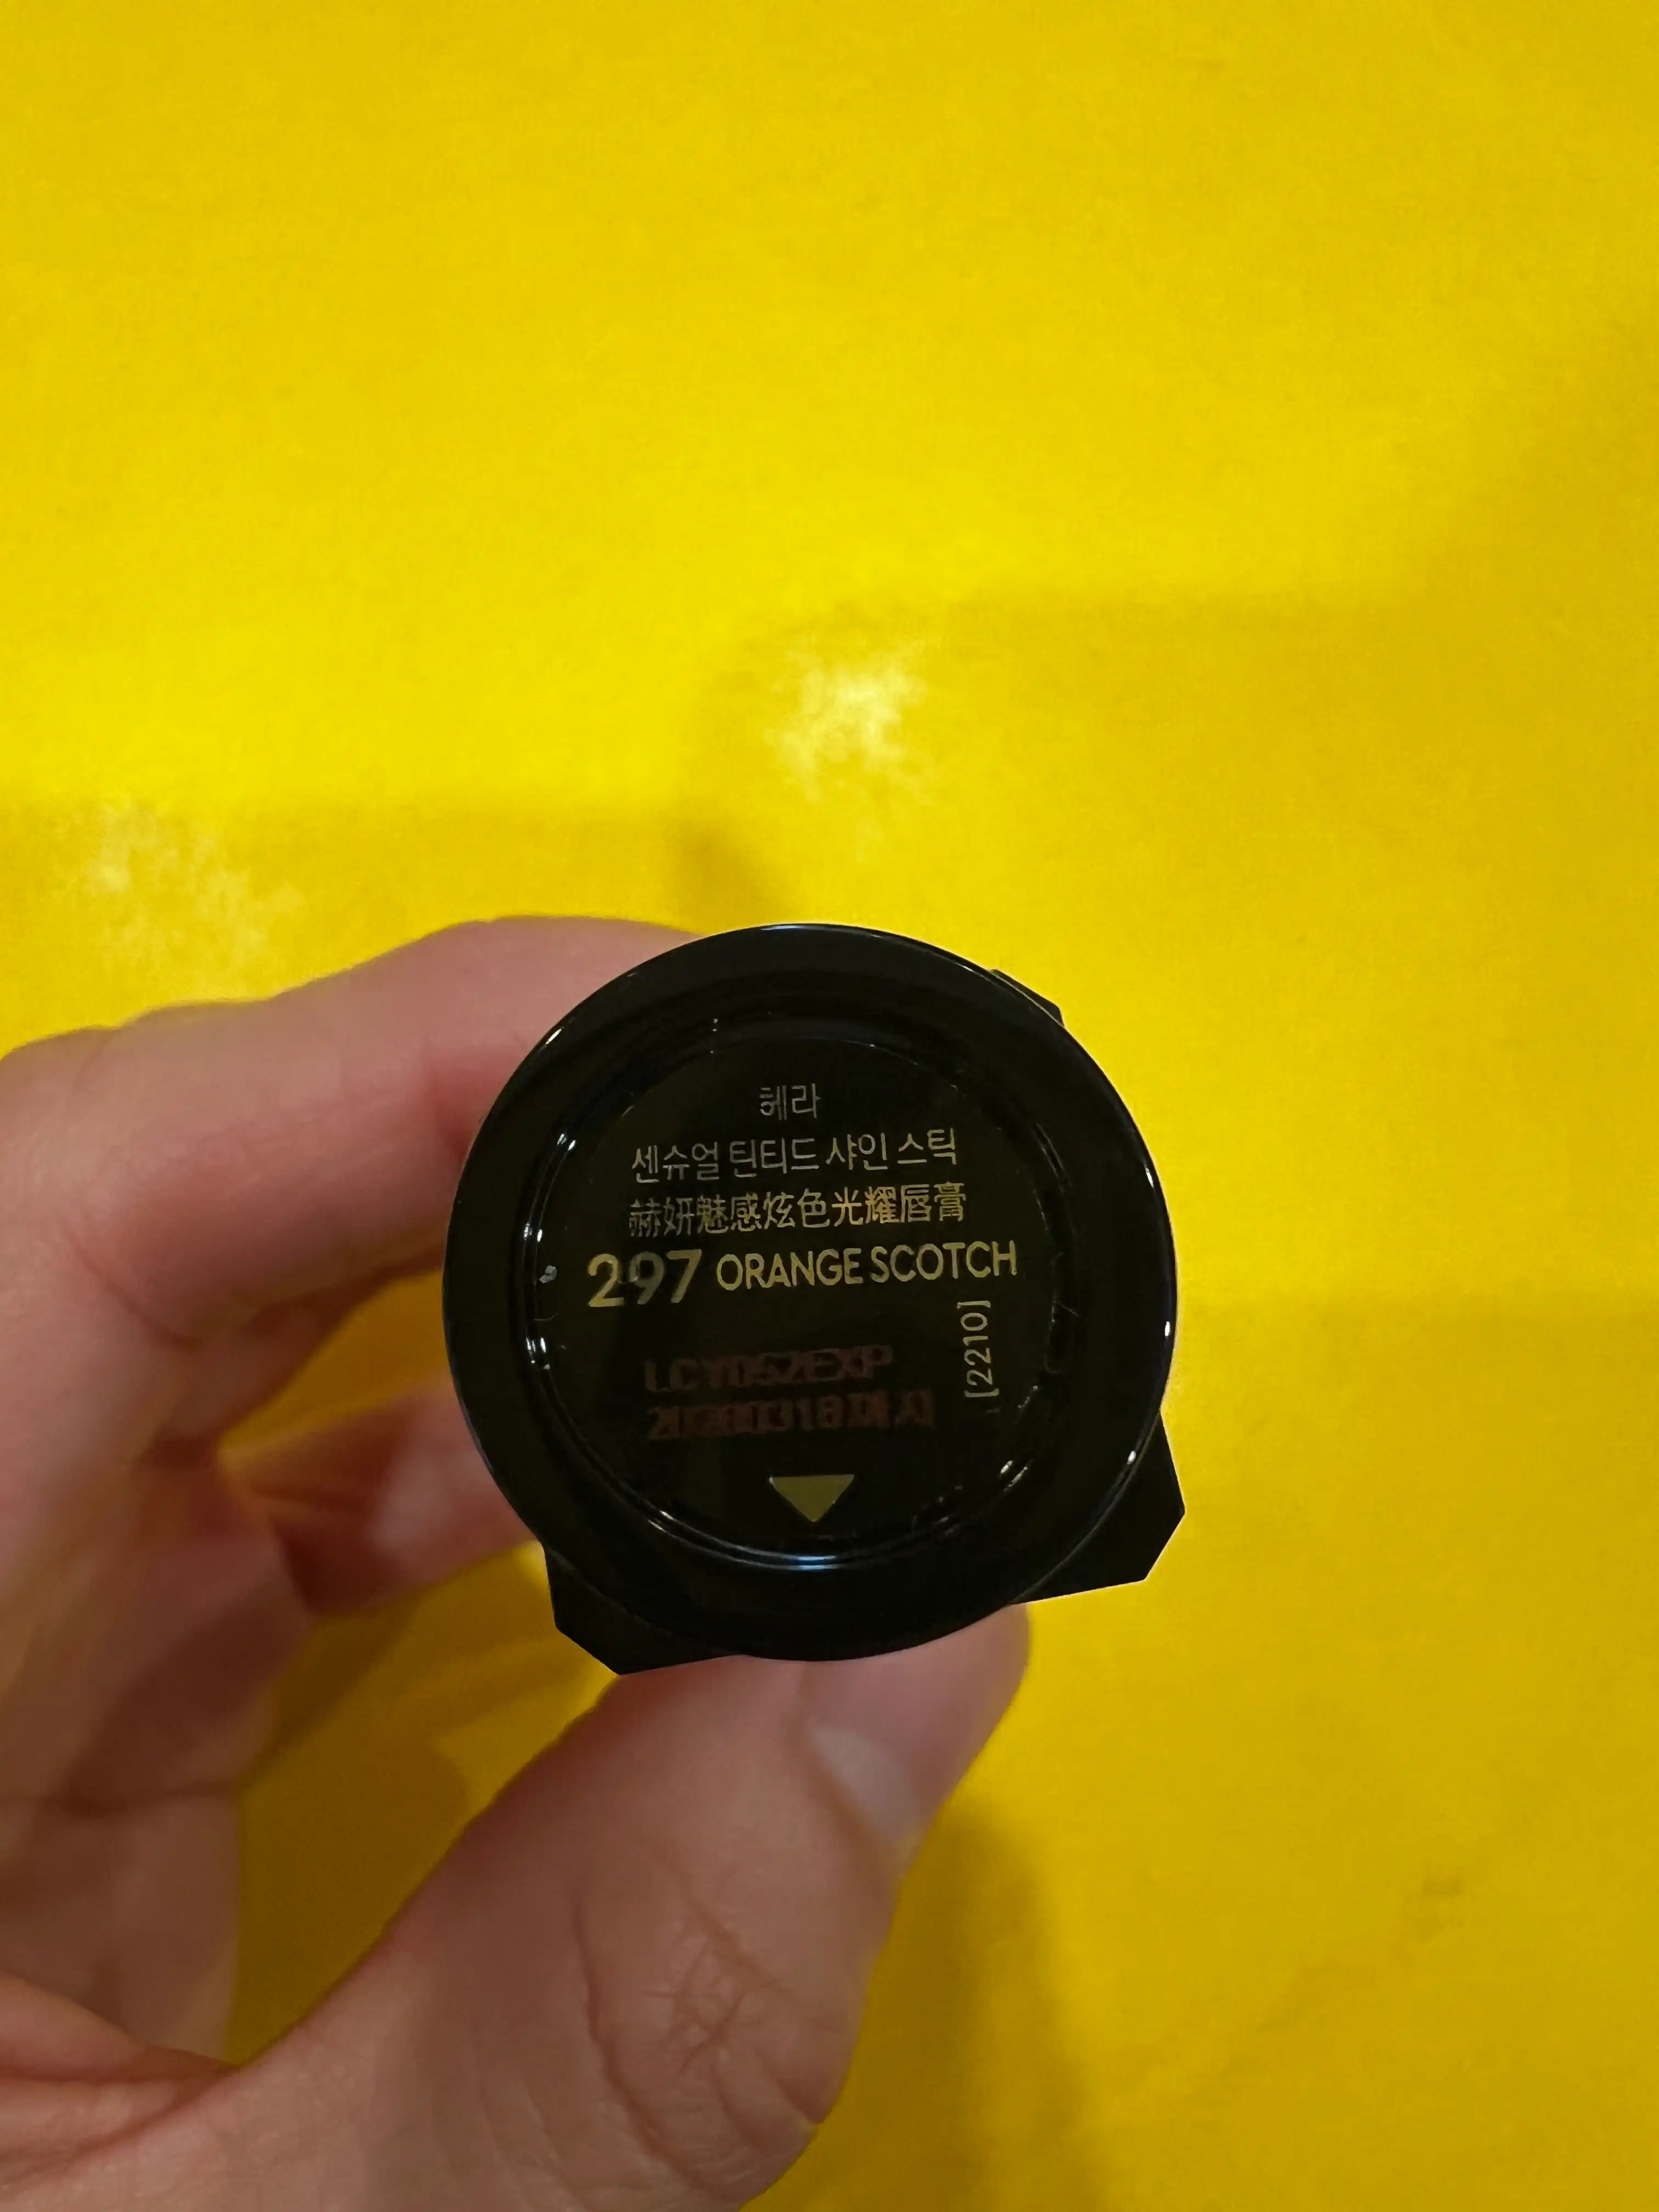 헤라
센슈얼 틴티드 샤인 스틱
赫妍魅感炫色光耀唇膏
297 ORANGE SCOTCH
[2210]
LCY052EXP